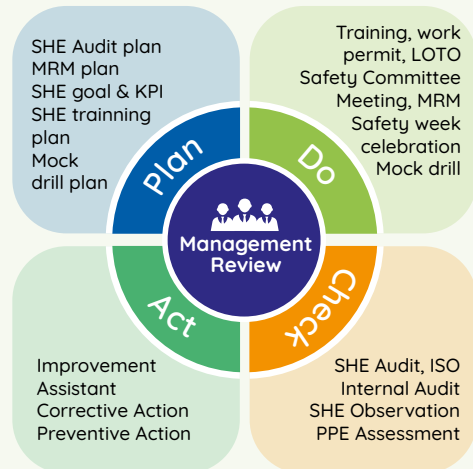 SHE Audit plan
MRM plan
SHE goal & KPI
SHE trainning
plan
Mock
drill plan
Training, work
permit, LOTO
Safety Committee
Meeting, MRM
Safety week
celebration
Mock drill
Plan
Do
Management
Review
Act
Check
Improvement
Assistant
Corrective Action
Preventive Action
SHE Audit, ISO
Internal Audit
SHE Observation
PPE Assessment